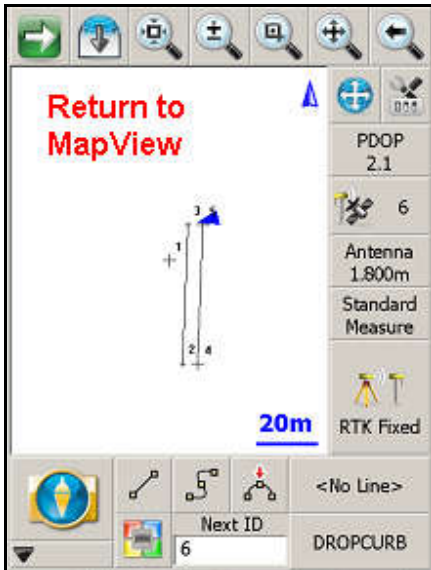 Return to
MapView
PDOP
2.1
6
Antenna
1.800m
Standard
Measure
RTK Fixed
3
1
2 4
20m
<No Line>
Next ID
6
DROPCURB